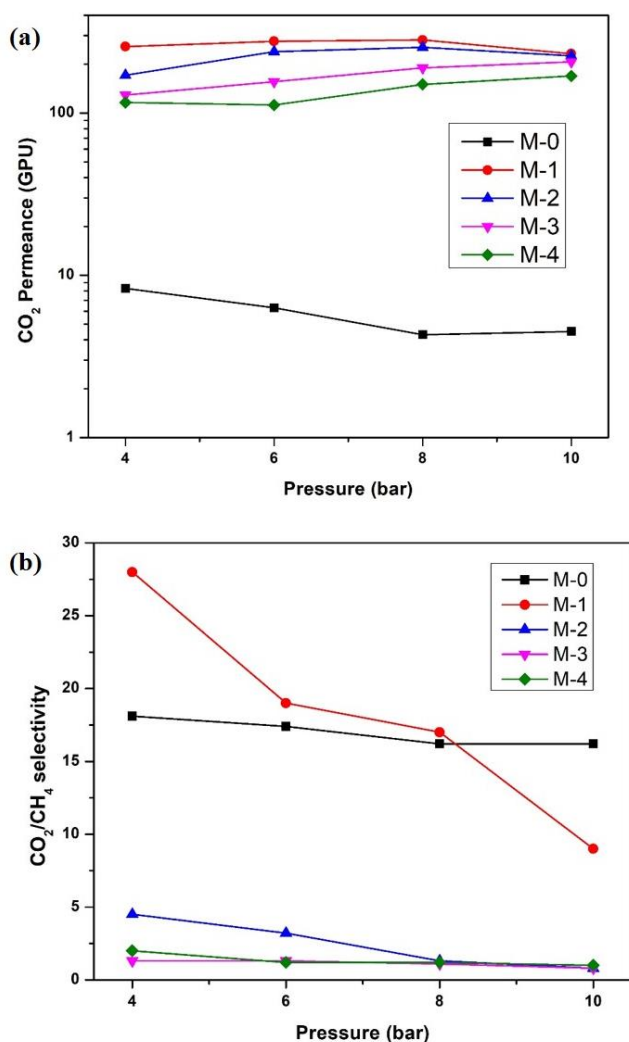 (a)
CO₂ Permeance (GPU)
100
10
1
M-0
M-1
M-2
M-3
M-4
4 6 8 10
Pressure (bar)
(b)
CO₂/CH₄ selectivity
30
25
20
15
10
5
0
M-0
M-1
M-2
M-3
M-4
4 6 8 10
Pressure (bar)